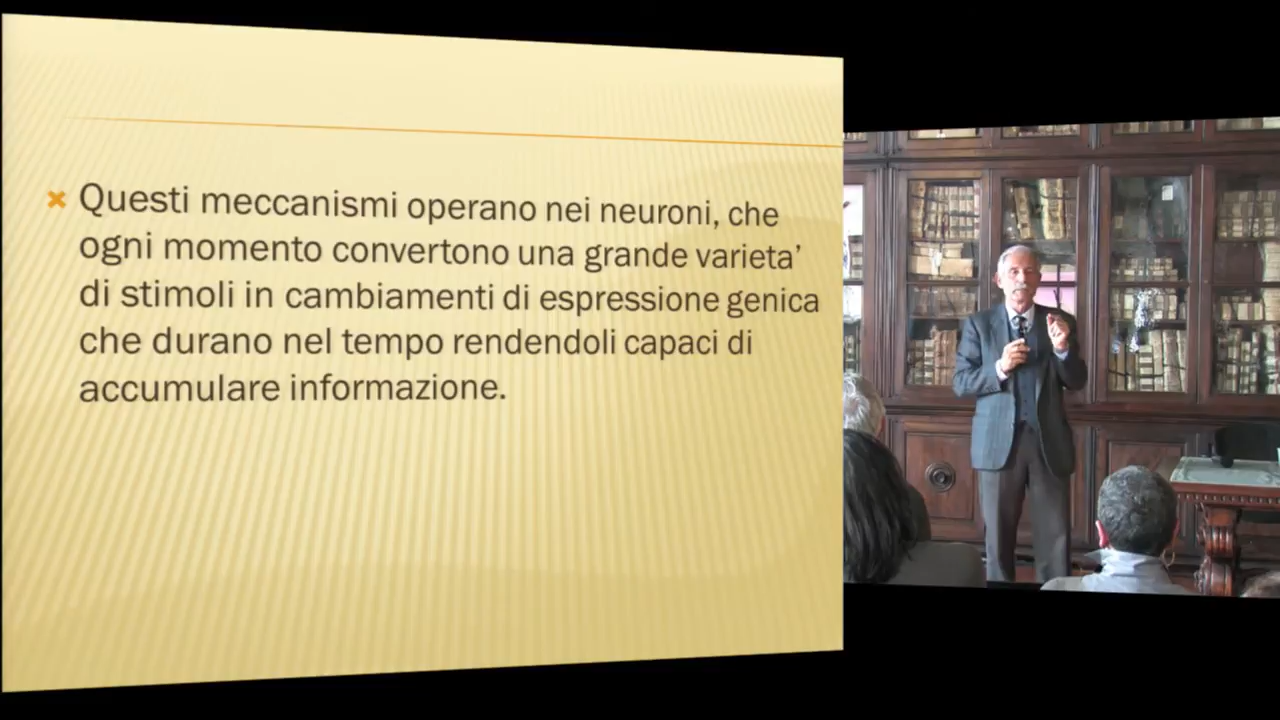 Questi meccanismi operano nei neuroni, che
ogni momento convertono una grande varieta'
di stimoli in cambiamenti di espressione genica
che durano nel tempo rendendoli capaci di
accumulare informazione.